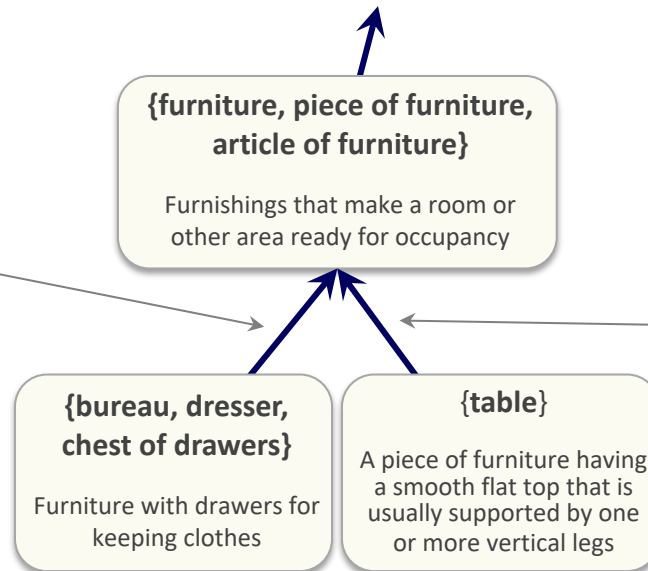 {furniture, piece of furniture,
article of furniture}
Furnishings that make a room or
other area ready for occupancy
{bureau, dresser,
chest of drawers}
Furniture with drawers for
keeping clothes
{table}
A piece of furniture having
a smooth flat top that is
usually supported by one
or more vertical legs